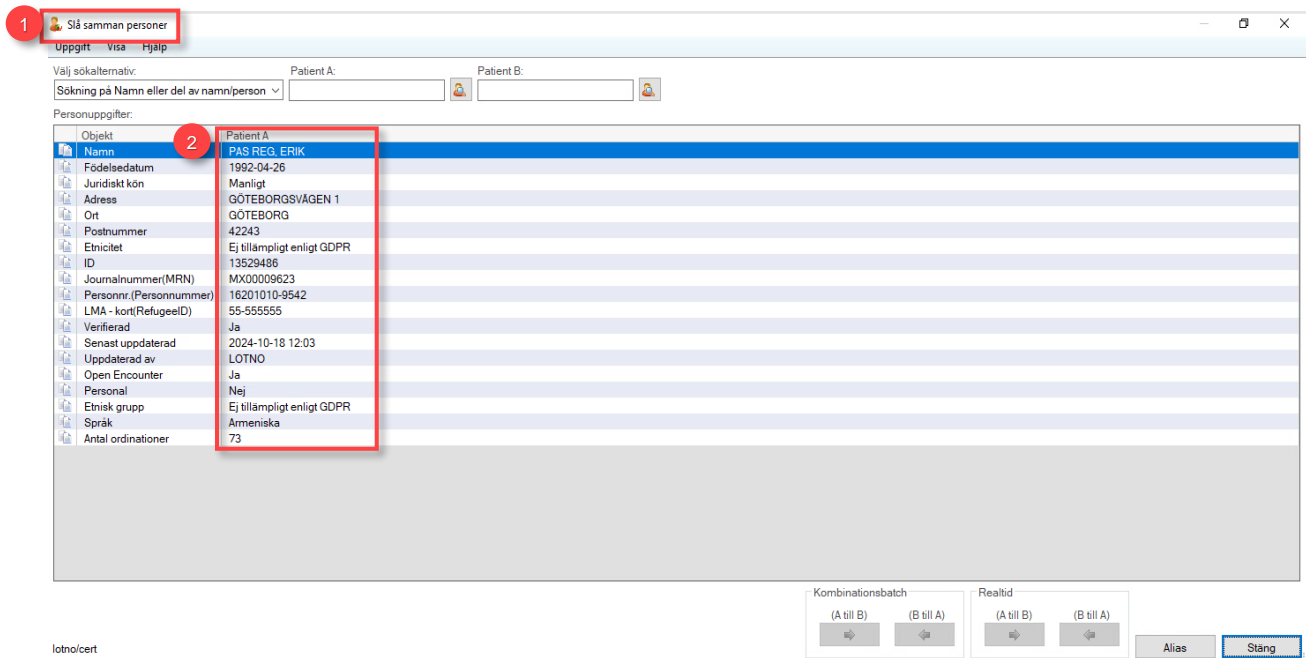 1
Slå samman personer
Uppgift Visa Hjälp
Välj sökalternativ: Patient A: Patient B:
Sökning på Namn eller del av namn/person
Personuppgifter:
Objekt 2 Patient A
Namn PAS REG, ERIK
Födelsedatum 1992-04-26
Juridiskt kön Manligt
Adress GÖTEBORGSVÄGEN 1
Ort GÖTEBORG
Postnummer 42243
Etnicitet Ej tillämpligt enligt GDPR
ID 13529486
Journalnummer(MRN) MX00009623
Personnr.(Personnummer) 16201010-9542
LMA - kort(RefugeeID) 55-555555
Verifierad Ja
Senast uppdaterad 2024-10-18 12:03
Uppdaterad av LOTNO
Open Encounter Ja
Personal Nej
Etnisk grupp Ej tillämpligt enligt GDPR
Språk Armeniska
Antal ordinationer 73
Kombinationsbatch Realtid
(A till B) (B till A) (A till B) (B till A)
lotno/cert Alias Stäng